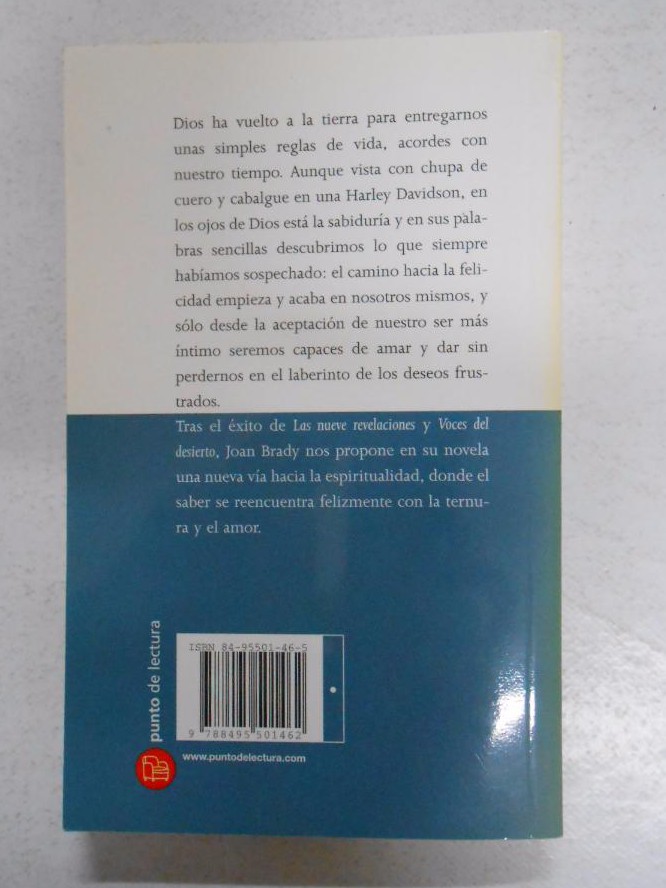 Dios ha vuelto a la tierra para entregarnos
unas simples reglas de vida, acordes con
nuestro tiempo. Aunque vista con chupa de
cuero y cabalgue en una Harley Davidson, en
los ojos de Dios está la sabiduría y en sus pala-
bras sencillas descubrimos lo que siempre
habíamos sospechado: el camino hacia la feli-
cidad empieza y acaba en nosotros mismos, y
sólo desde la aceptación de nuestro ser más
íntimo seremos capaces de amar y dar sin
perdernos en el laberinto de los deseos frus-
trados.
Tras el éxito de Las nueve revelaciones y Voces del
desierto, Joan Brady nos propone en su novela
una nueva vía hacia la espiritualidad, donde el
saber se reencuentra felizmente con la ternu-
ra y el amor.
punto de lectura
ISBN 84-95501-46-5
9 788495 501462
www.puntodelectura.com